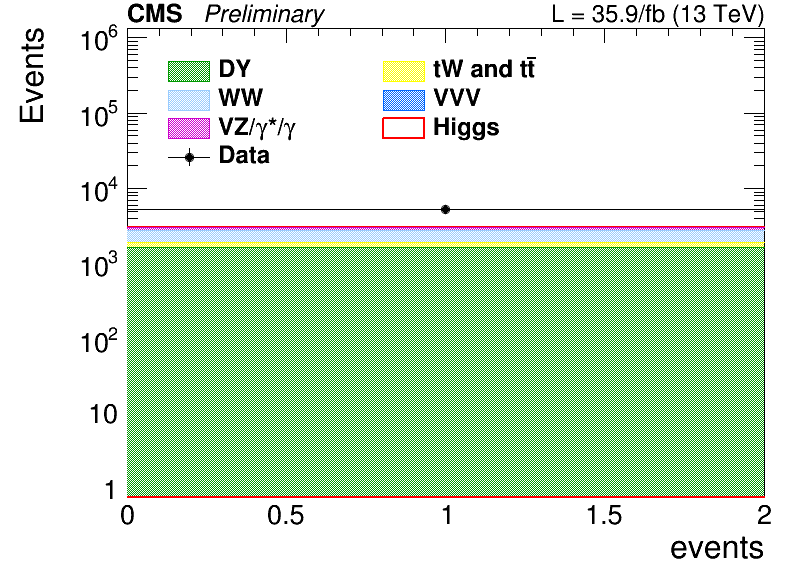 CMS Preliminary L = 35.9/fb (13 TeV)
Events
10⁶
10⁵
10⁴
10³
10²
10
1
DY tW and tt̄
WW VVV
VZ/γ*/γ Higgs
Data
0 0.5 1 1.5 2
events